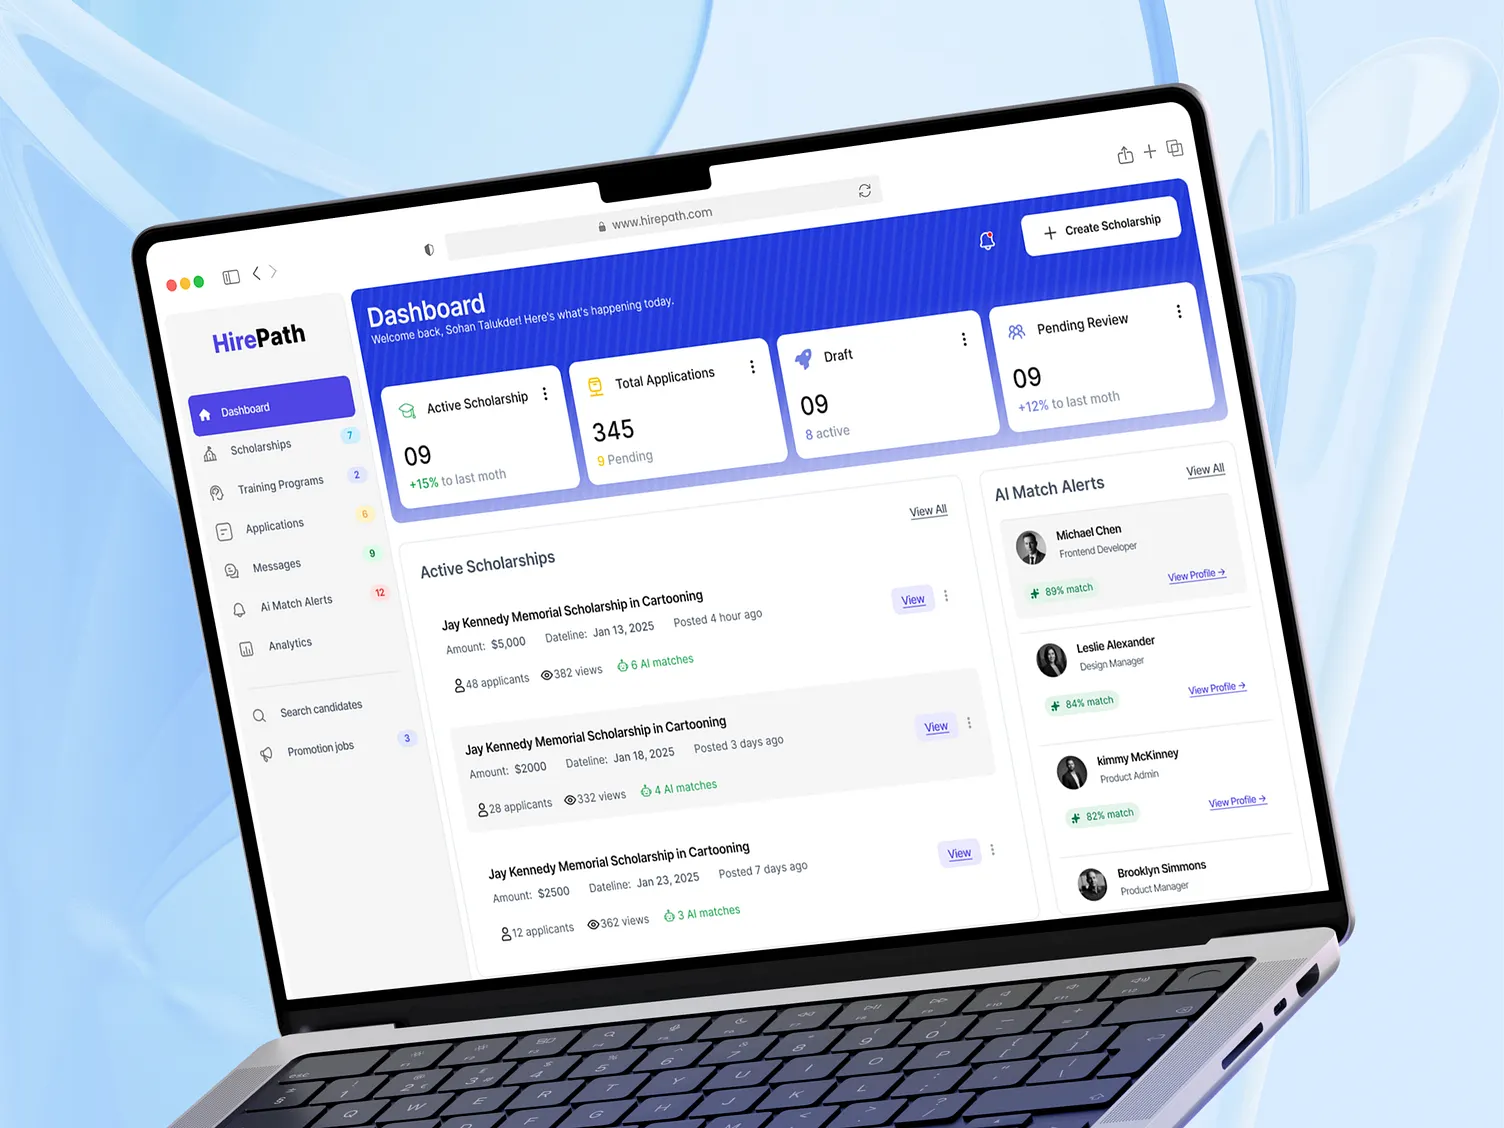 www.hirepath.com
HirePath
Dashboard
Scholarships 7
Training Programs 2
Applications 6
Messages 9
Ai Match Alerts 12
Analytics
Search candidates
Promotion jobs 3
Dashboard
Welcome back, Sohan Talukder! Here's what's happening today.
+ Create Scholarship
Active Scholarship
09
+15% to last moth
Total Applications
345
9 Pending
Draft
09
8 active
Pending Review
09
+12% to last moth
Active Scholarships
View All
Jay Kennedy Memorial Scholarship in Cartooning
Amount: $5,000 Dateline: Jan 13, 2025 Posted 4 hour ago
48 applicants 382 views 6 AI matches
View
Jay Kennedy Memorial Scholarship in Cartooning
Amount: $2000 Dateline: Jan 18, 2025 Posted 3 days ago
28 applicants 332 views 4 AI matches
View
Jay Kennedy Memorial Scholarship in Cartooning
Amount: $2500 Dateline: Jan 23, 2025 Posted 7 days ago
12 applicants 362 views 3 AI matches
View
AI Match Alerts
View All
Michael Chen
Frontend Developer
89% match
View Profile →
Leslie Alexander
Design Manager
84% match
View Profile →
kimmy McKinney
Product Admin
82% match
View Profile →
Brooklyn Simmons
Product Manager
esc
Q W E R T Y U I O P
F G H J K L